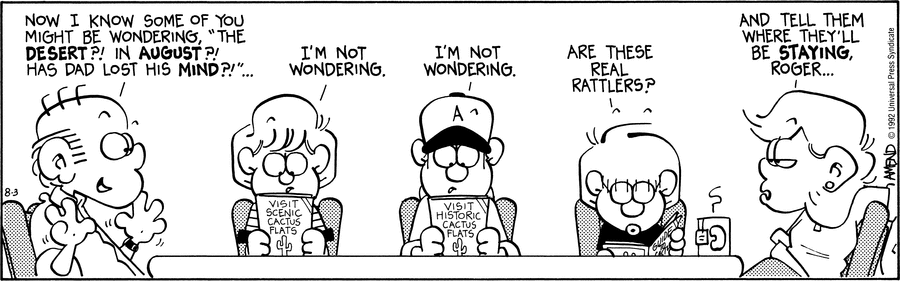 NOW I KNOW SOME OF YOU
MIGHT BE WONDERING, "THE
DESERT?! IN AUGUST?!
HAS DAD LOST HIS MIND?!"...
I'M NOT
WONDERING.
I'M NOT
WONDERING.
ARE THESE
REAL
RATTLERS?
AND TELL THEM
WHERE THEY'LL
BE STAYING,
ROGER...
A
VISIT
SCENIC
CACTUS
FLATS
VISIT
HISTORIC
CACTUS
FLATS
8-3
AMEND
© 1992 Universal Press Syndicate